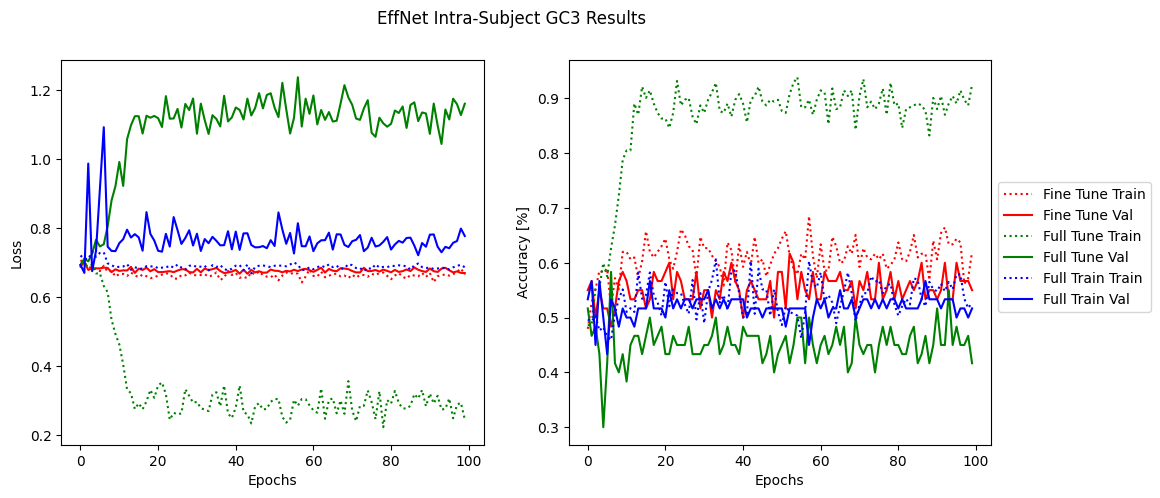 EffNet Intra-Subject GC3 Results
Loss
1.2
1.0
0.8
0.6
0.4
0.2
0 20 40 60 80 100
Epochs
Accuracy [%]
0.9
0.8
0.7
0.6
0.5
0.4
0.3
0 20 40 60 80 100
Epochs
Fine Tune Train
Fine Tune Val
Full Tune Train
Full Tune Val
Full Train Train
Full Train Val